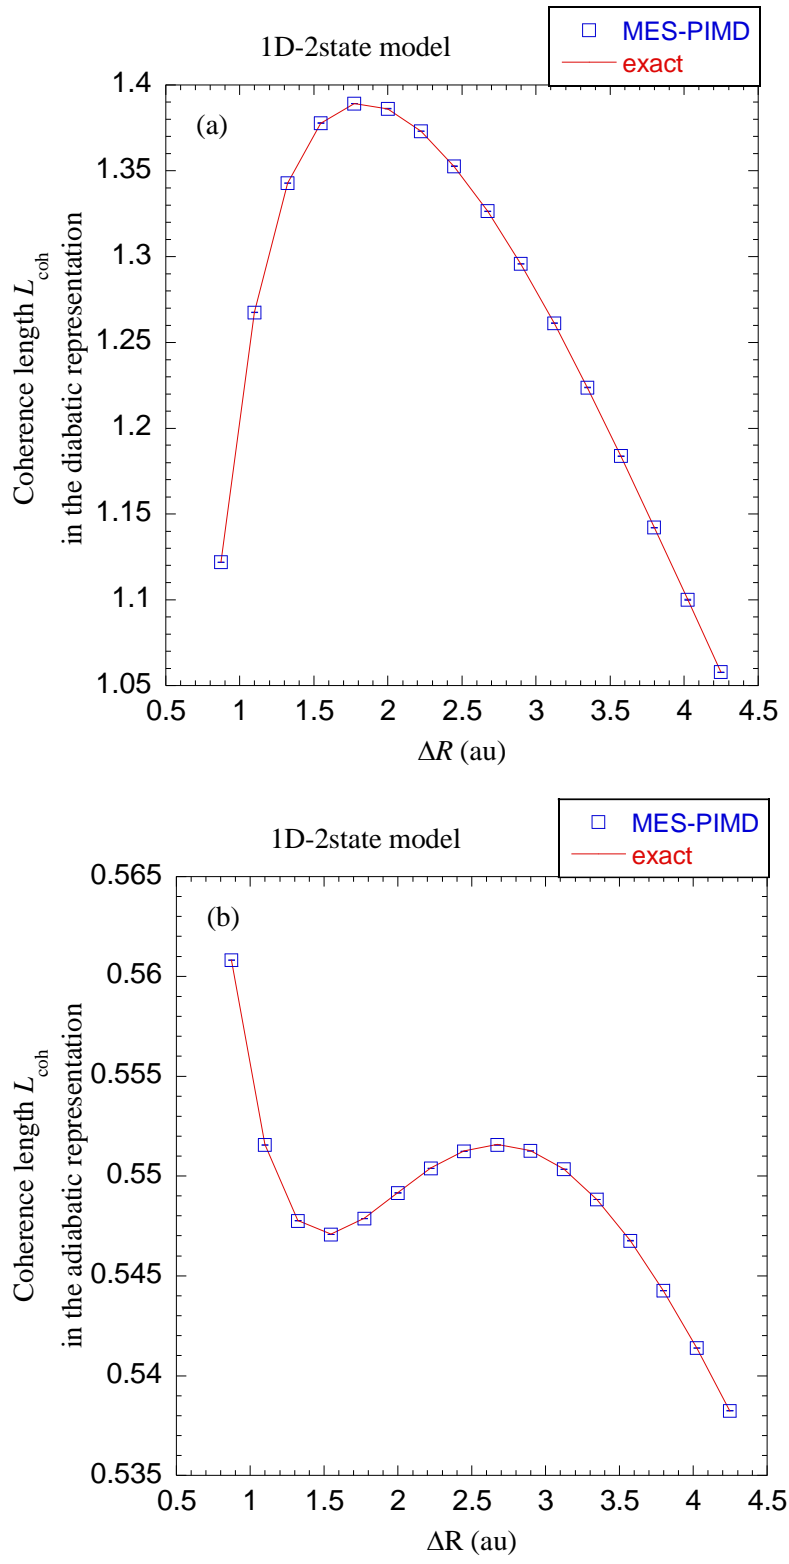 1D-2state model
MES-PIMD
exact
(a)
1.4
1.35
1.3
1.25
1.2
1.15
1.1
1.05
Coherence length L_coh
in the diabatic representation
0.5 1 1.5 2 2.5 3 3.5 4 4.5
ΔR (au)
1D-2state model
MES-PIMD
exact
(b)
0.565
0.56
0.555
0.55
0.545
0.54
0.535
Coherence length L_coh
in the adiabatic representation
0.5 1 1.5 2 2.5 3 3.5 4 4.5
ΔR (au)